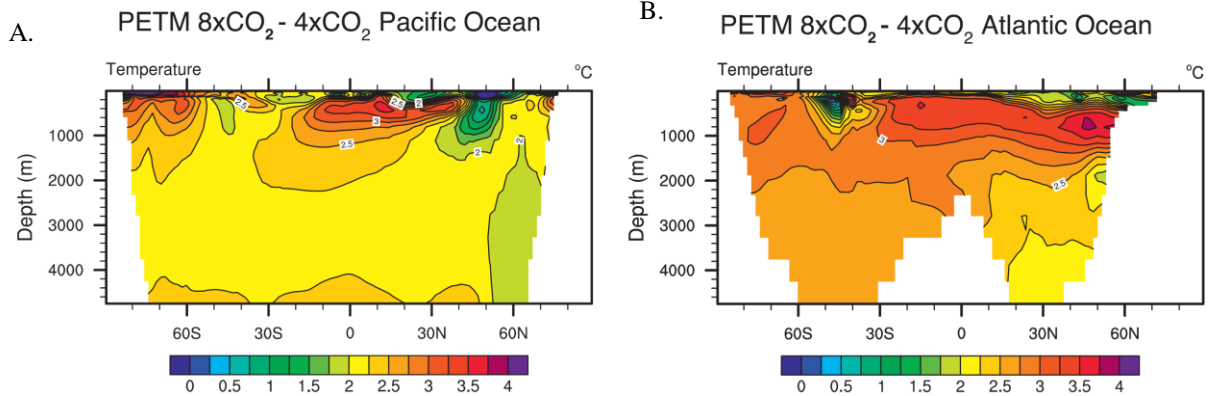 A.
PETM 8xCO₂ - 4xCO₂ Pacific Ocean
Temperature
°C
2.5
2.5
2
3
2.5
2
2
1000
2000
3000
4000
Depth (m)
60S 30S 0 30N 60N
0 0.5 1 1.5 2 2.5 3 3.5 4
B.
PETM 8xCO₂ - 4xCO₂ Atlantic Ocean
Temperature
°C
2.5
1000
2000
3000
4000
Depth (m)
60S 30S 0 30N 60N
0 0.5 1 1.5 2 2.5 3 3.5 4